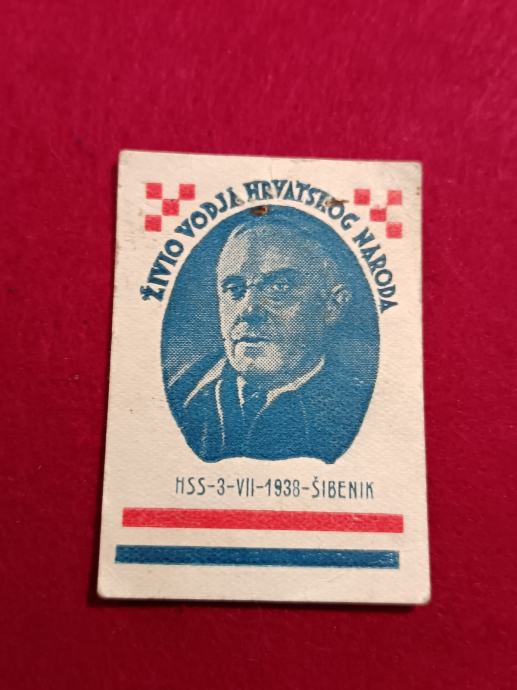 ŽIVIO VODJA HRVATSKOG NARODA
HSS-3-VII-1938-ŠIBENIK